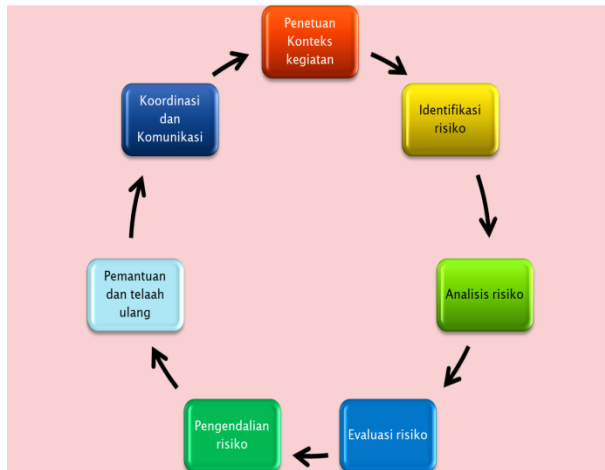 Penetuan
Konteks
kegiatan
Identifikasi
risiko
Analisis risiko
Evaluasi risiko
Pengendalian
risiko
Pemantuan
dan telaah
ulang
Koordinasi
dan
Komunikasi